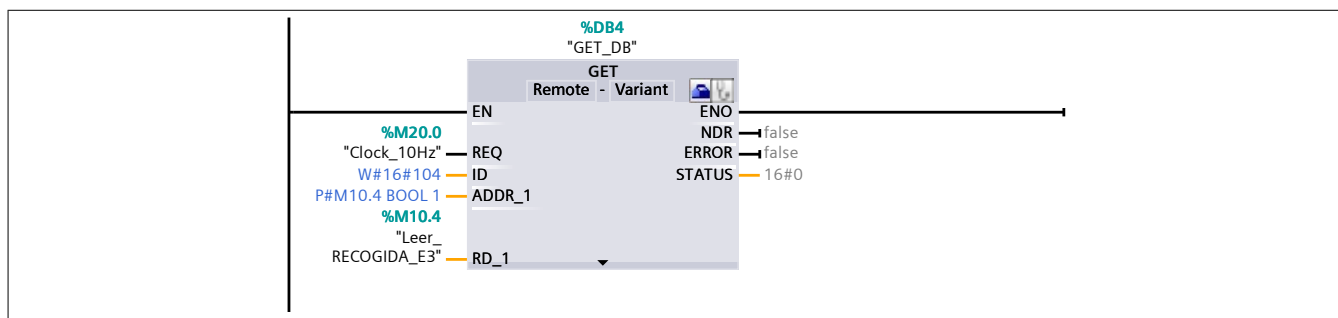 %DB4
"GET_DB"
GET
Remote - Variant
EN ENO
%M20.0 NDR false
"Clock_10Hz" REQ ERROR false
W#16#104 ID STATUS 16#0
P#M10.4 BOOL 1 ADDR_1
%M10.4
"Leer_
RECOGIDA_E3" RD_1